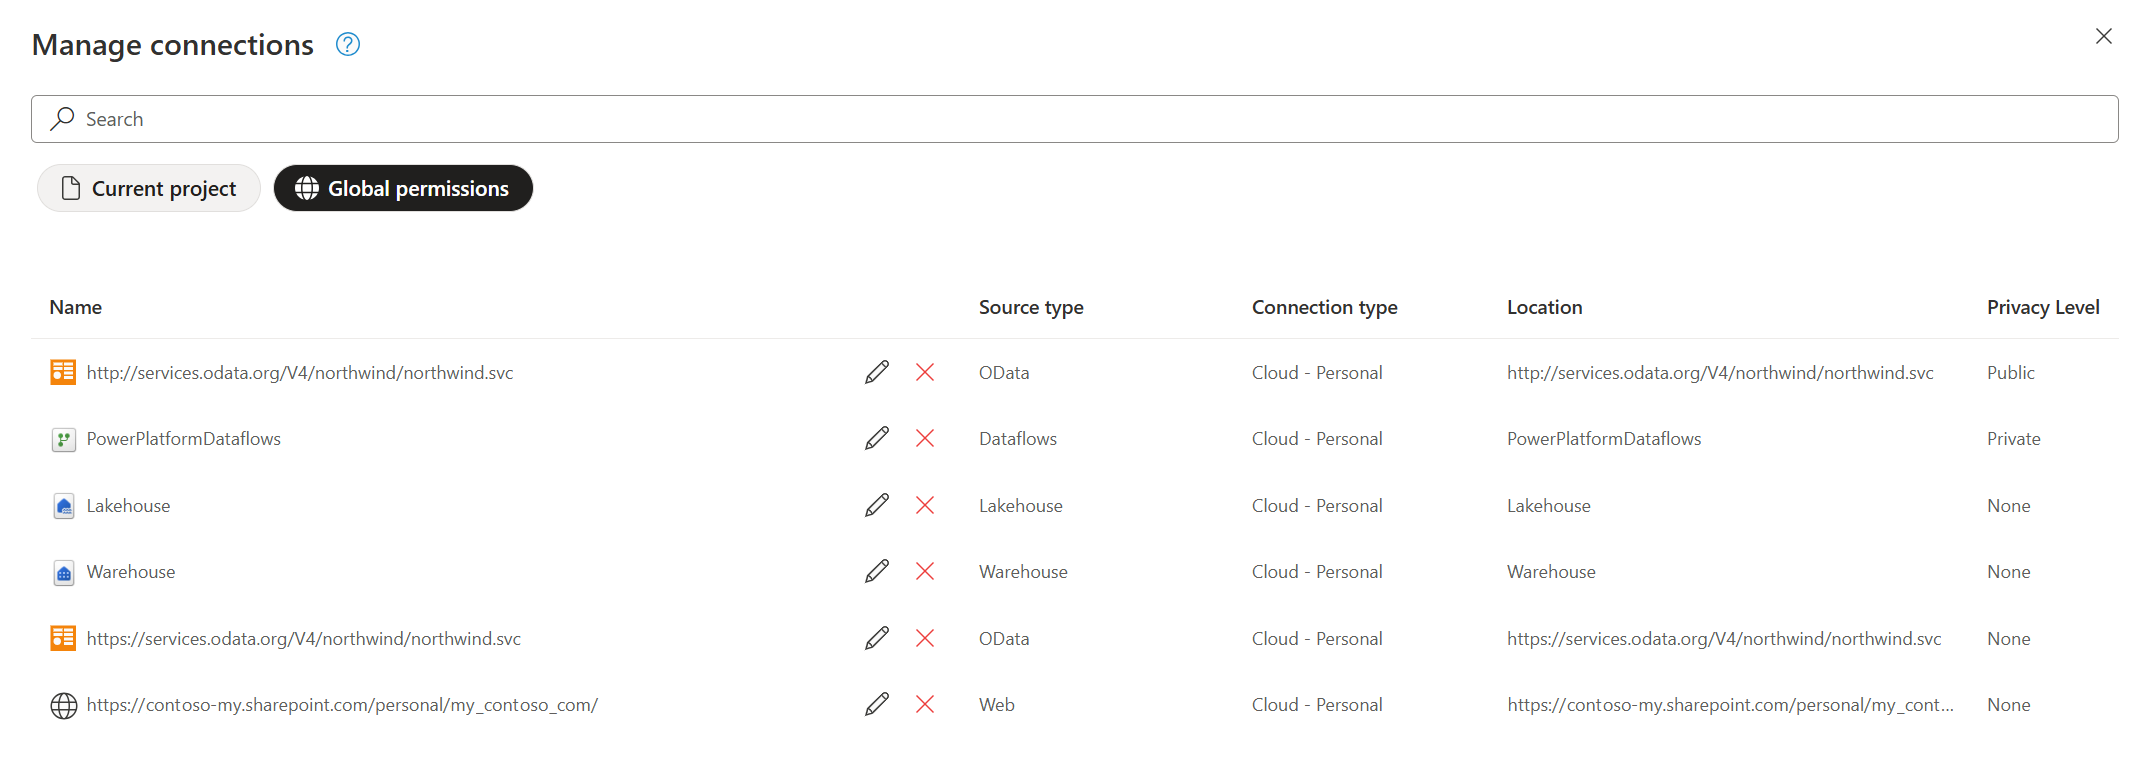 Manage connections ?
Search
Current project Global permissions
Name Source type Connection type Location Privacy Level
http://services.odata.org/V4/northwind/northwind.svc OData Cloud - Personal http://services.odata.org/V4/northwind/northwind.svc Public
PowerPlatformDataflows Dataflows Cloud - Personal PowerPlatformDataflows Private
Lakehouse Lakehouse Cloud - Personal Lakehouse None
Warehouse Warehouse Cloud - Personal Warehouse None
https://services.odata.org/V4/northwind/northwind.svc OData Cloud - Personal https://services.odata.org/V4/northwind/northwind.svc None
https://contoso-my.sharepoint.com/personal/my_contoso_com/ Web Cloud - Personal https://contoso-my.sharepoint.com/personal/my_cont... None